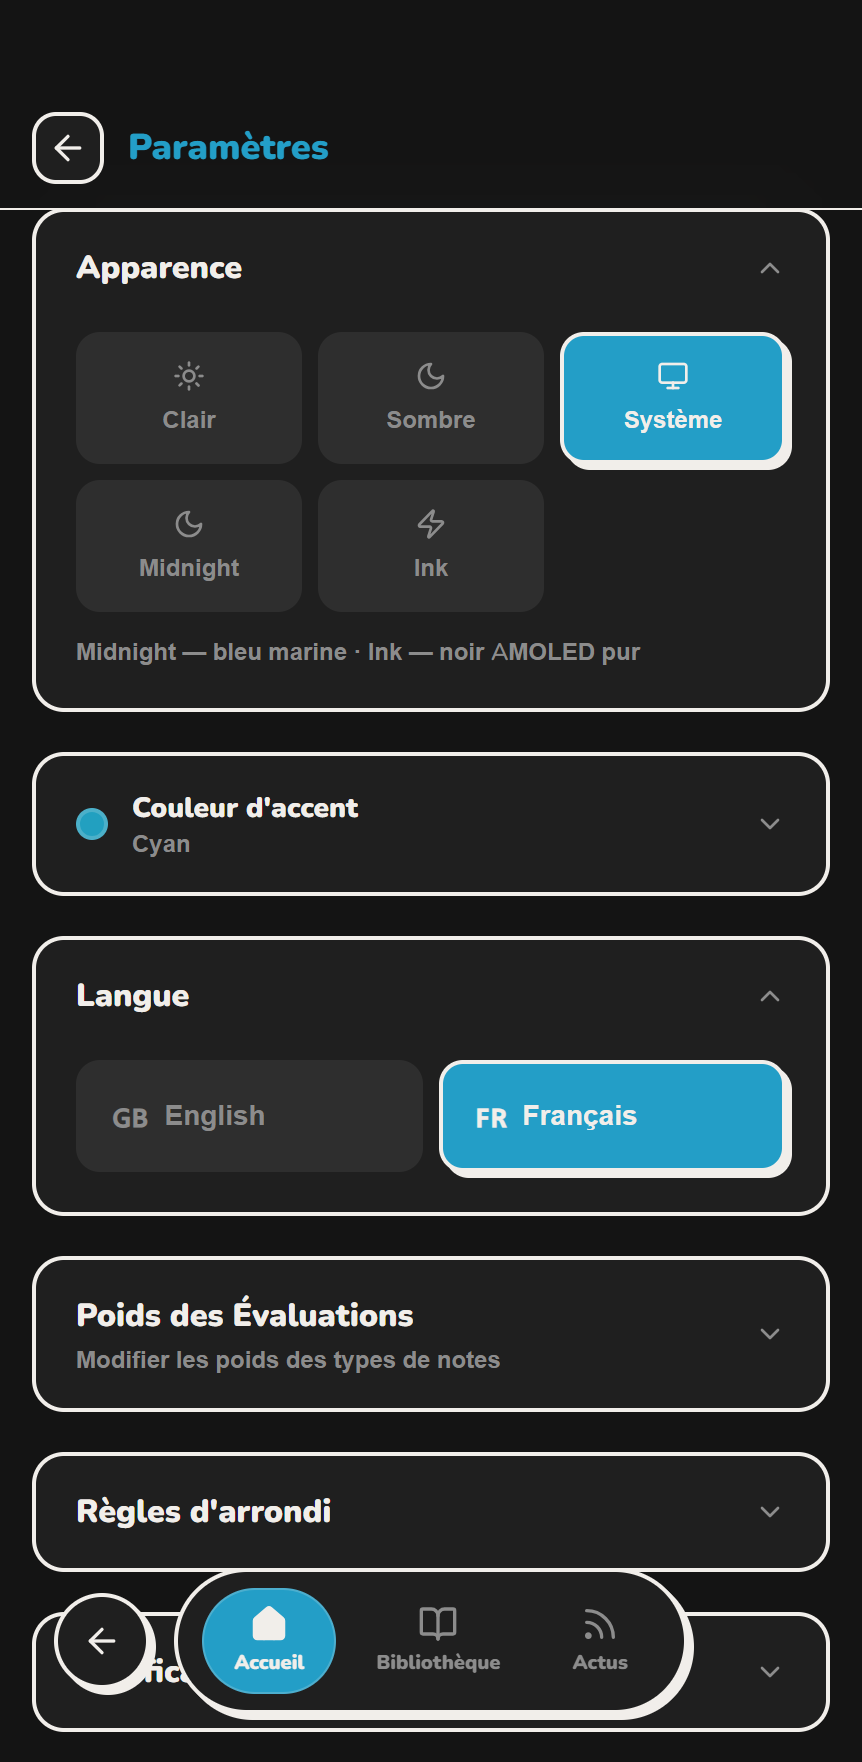 Paramètres
Apparence
Clair
Sombre
Système
Midnight
Ink
Midnight — bleu marine · Ink — noir AMOLED pur
Couleur d'accent
Cyan
Langue
GB English
FR Français
Poids des Évaluations
Modifier les poids des types de notes
Règles d'arrondi
Accueil
Bibliothèque
Actus